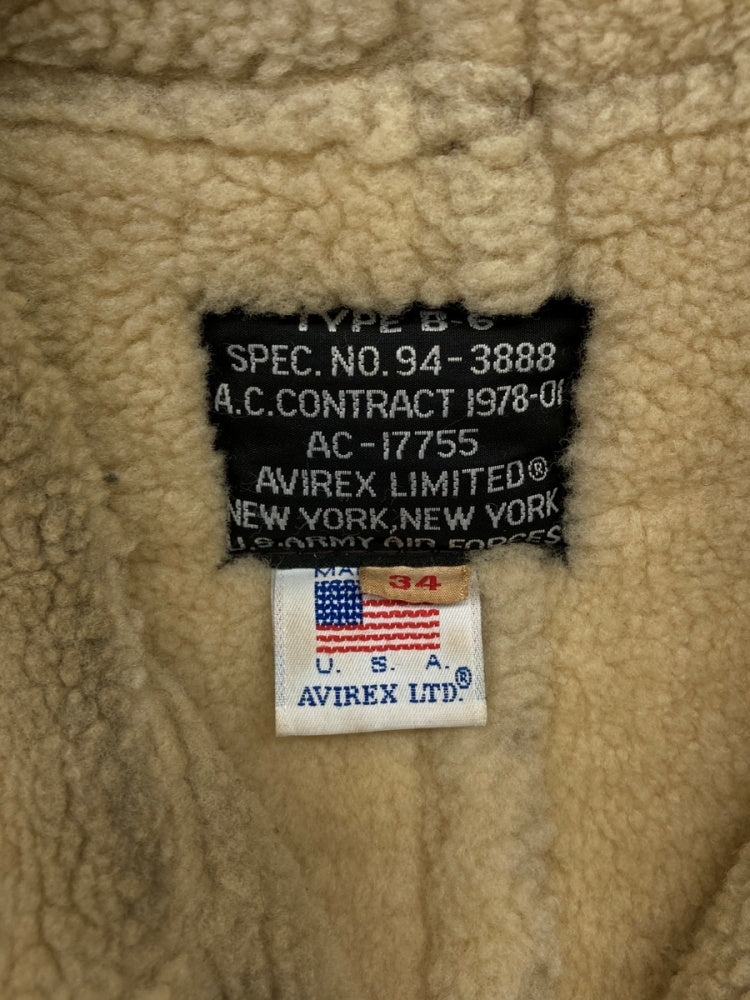 TYPE B-6
SPEC. NO. 94-3888
A.C.CONTRACT 1978-01
AC-17755
AVIREX LIMITED®
NEW YORK, NEW YORK
U.S. ARMY AIR FORCES
34
U. S. A.
AVIREX LTD.®